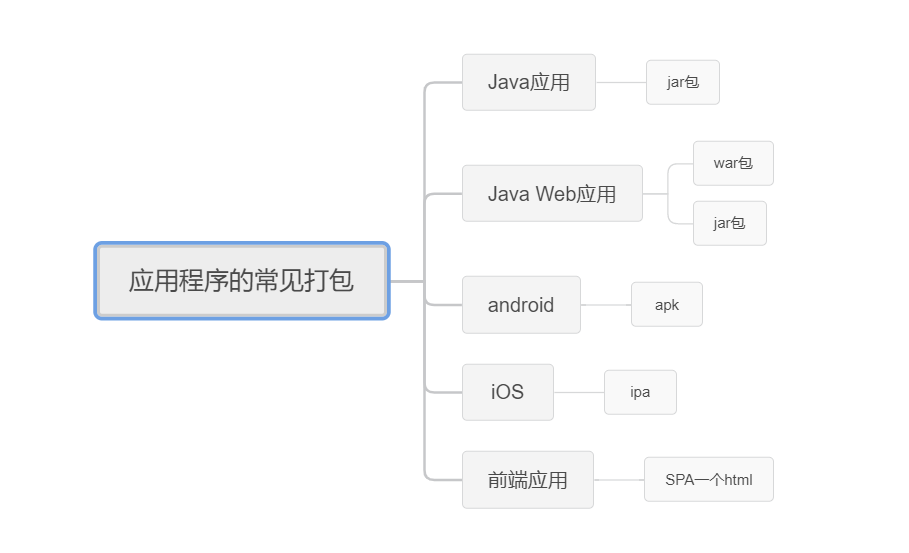 应用程序的常见打包
Java应用
jar包
Java Web应用
war包
jar包
android
apk
iOS
ipa
前端应用
SPA一个html